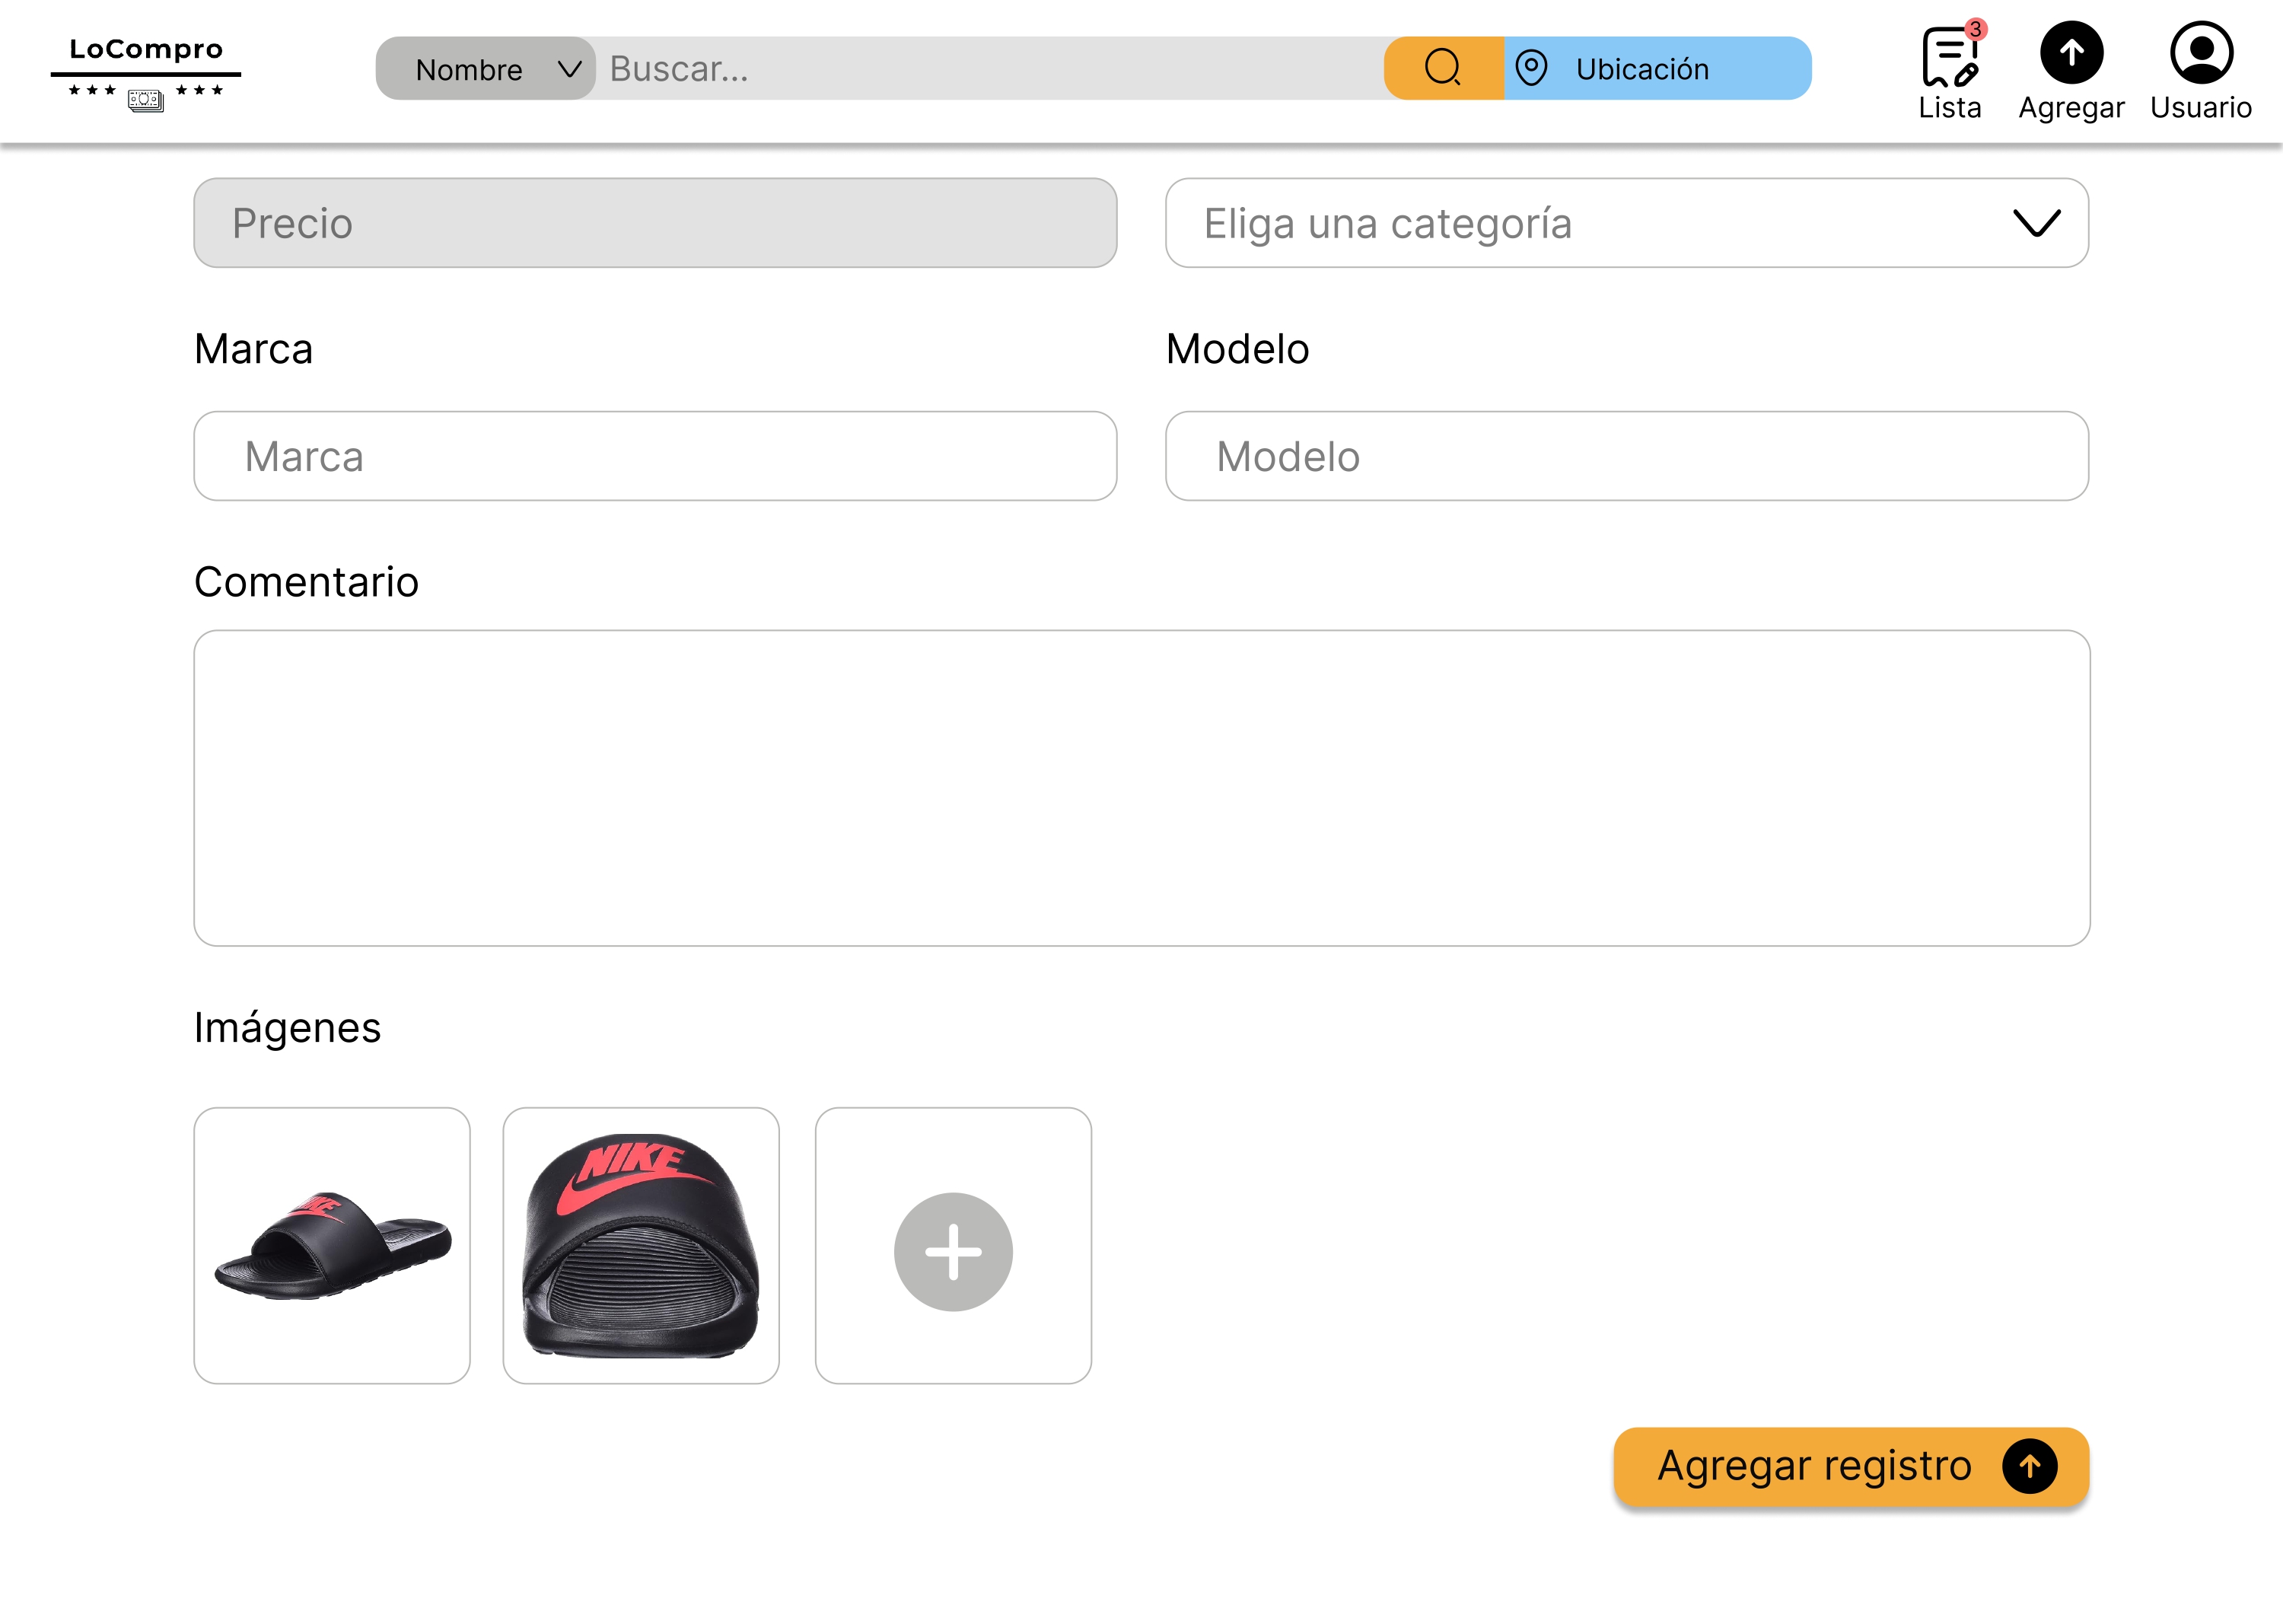 LoCompro
Nombre
Buscar...
Ubicación
3
Lista
Agregar
Usuario
Precio
Eliga una categoría
Marca
Modelo
Marca
Modelo
Comentario
Imágenes
NIKE
NIKE
Agregar registro